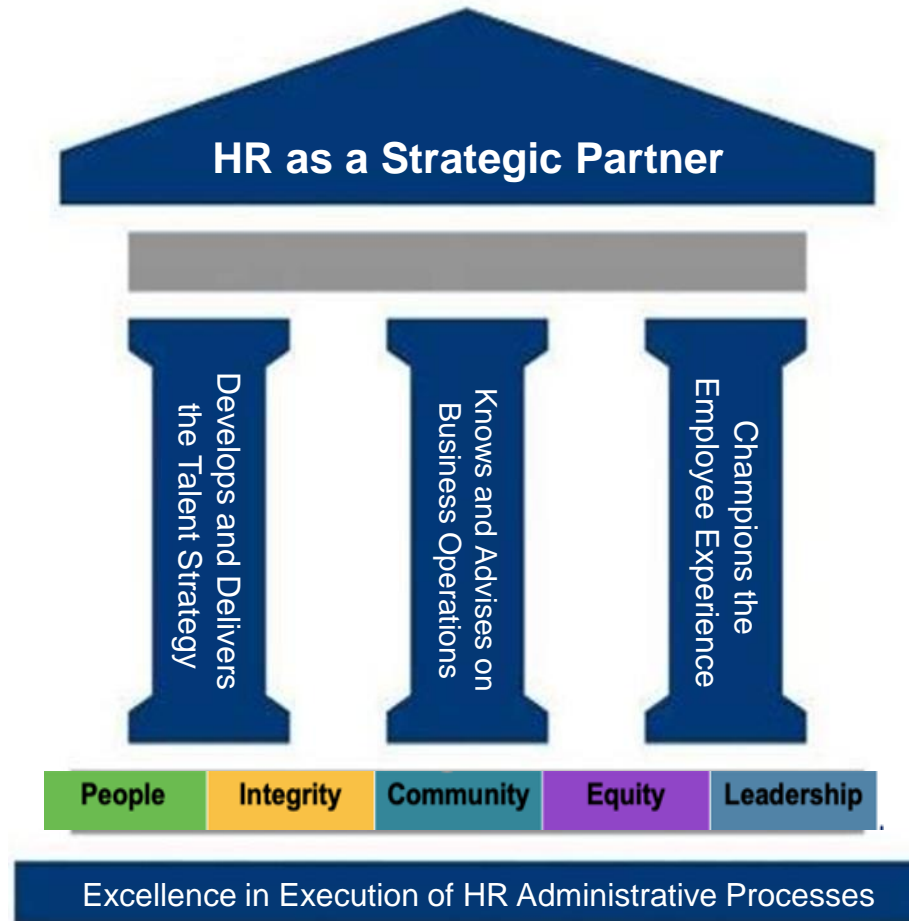 HR as a Strategic Partner
Develops and Delivers
the Talent Strategy
Knows and Advises on
Business Operations
Champions the
Employee Experience
People
Integrity
Community
Equity
Leadership
Excellence in Execution of HR Administrative Processes